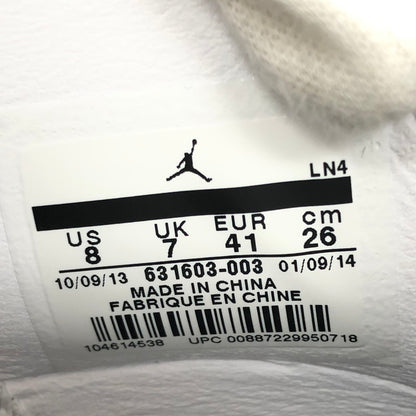 LN4
US UK EUR cm
8 7 41 26
10/09/13 631603-003 01/09/14
MADE IN CHINA
FABRIQUE EN CHINE
104614538 UPC 00887229950718